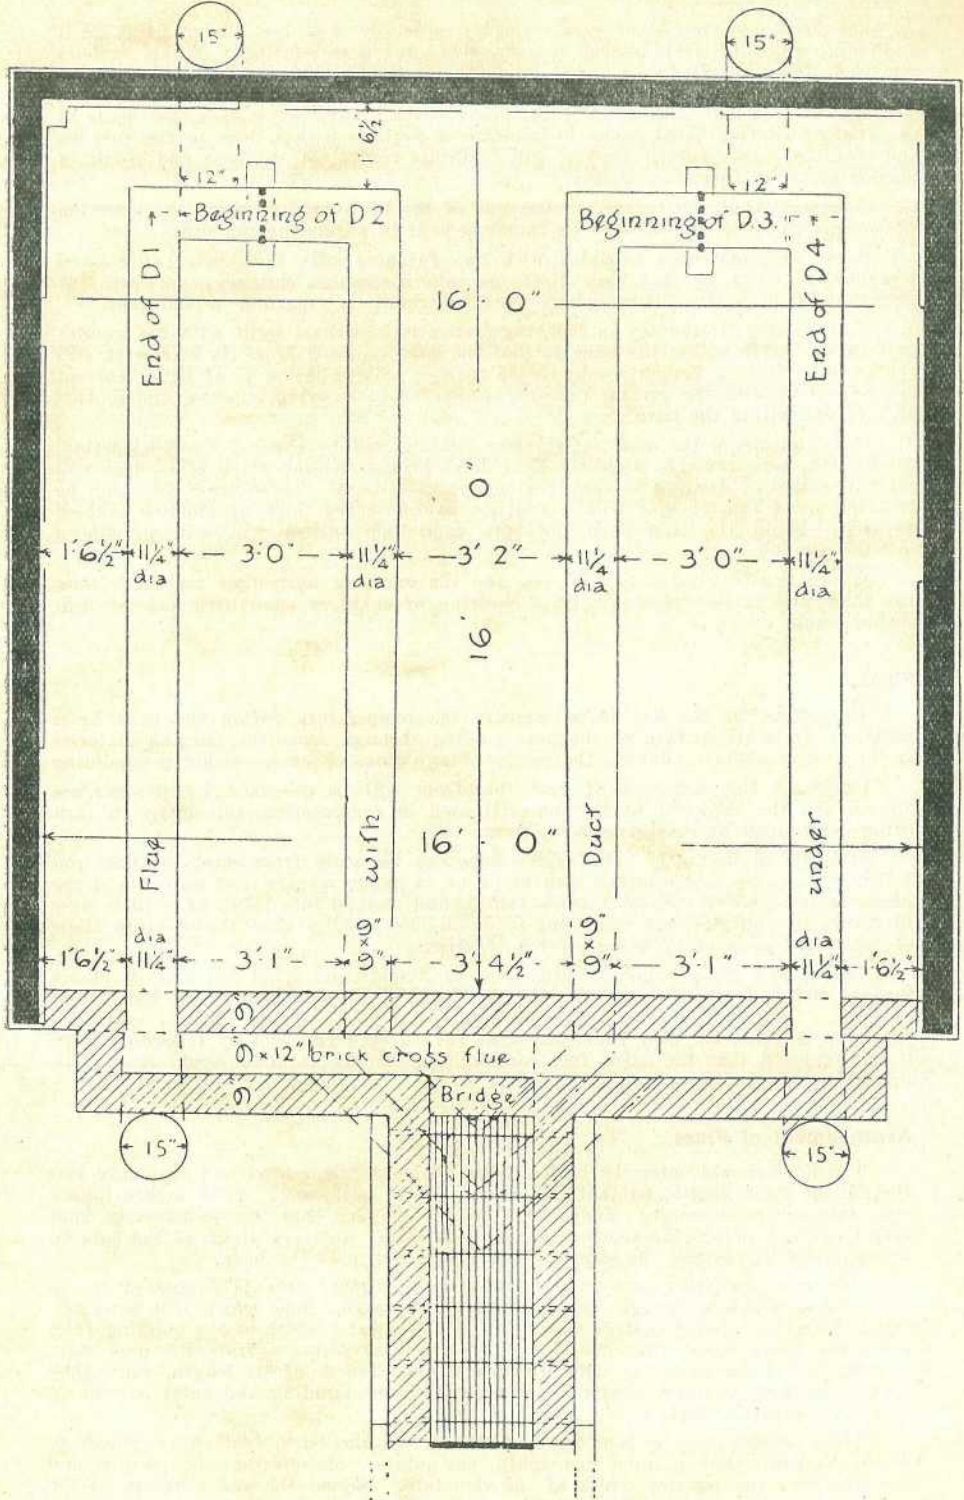 15"
15"
6½
12"
12"
Beginning of D2
Beginning of D.3.
End of D1
End of D4
16 · 0"
16' 0"
1'6½"
11¼"
dia
3'·0"
11¼"
dia
3' 2"
11¼
dia
3' 0"
11¼"
dia
16' 0"
Flue
with
Duct
under
1'6½"
dia
11¼"
3'·1"
9"×9"
3' 4½"
9"×9"
3'·1"
dia
11¼"
1'6½"
9"
9"×12" brick cross flue
9"
Bridge
15"
15"